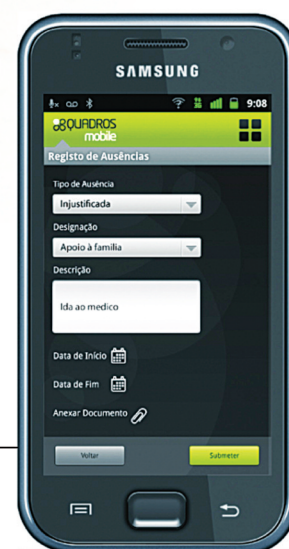 SAMSUNG
9:08
QUADROS
mobile
Registo de Ausências
Tipo de Ausência
Injustificada
Designação
Apoio à familia
Descrição
Ida ao medico
Data de Início
Data de Fim
Anexar Documento
Voltar
Submeter